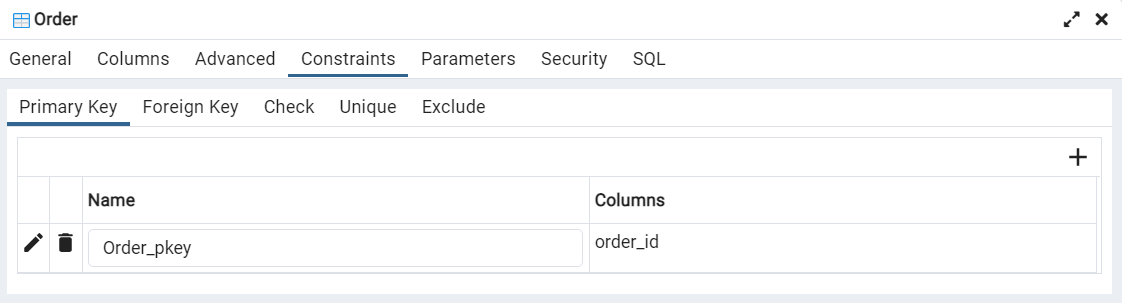 Order
General Columns Advanced Constraints Parameters Security SQL
Primary Key Foreign Key Check Unique Exclude
Name Columns
Order_pkey order_id